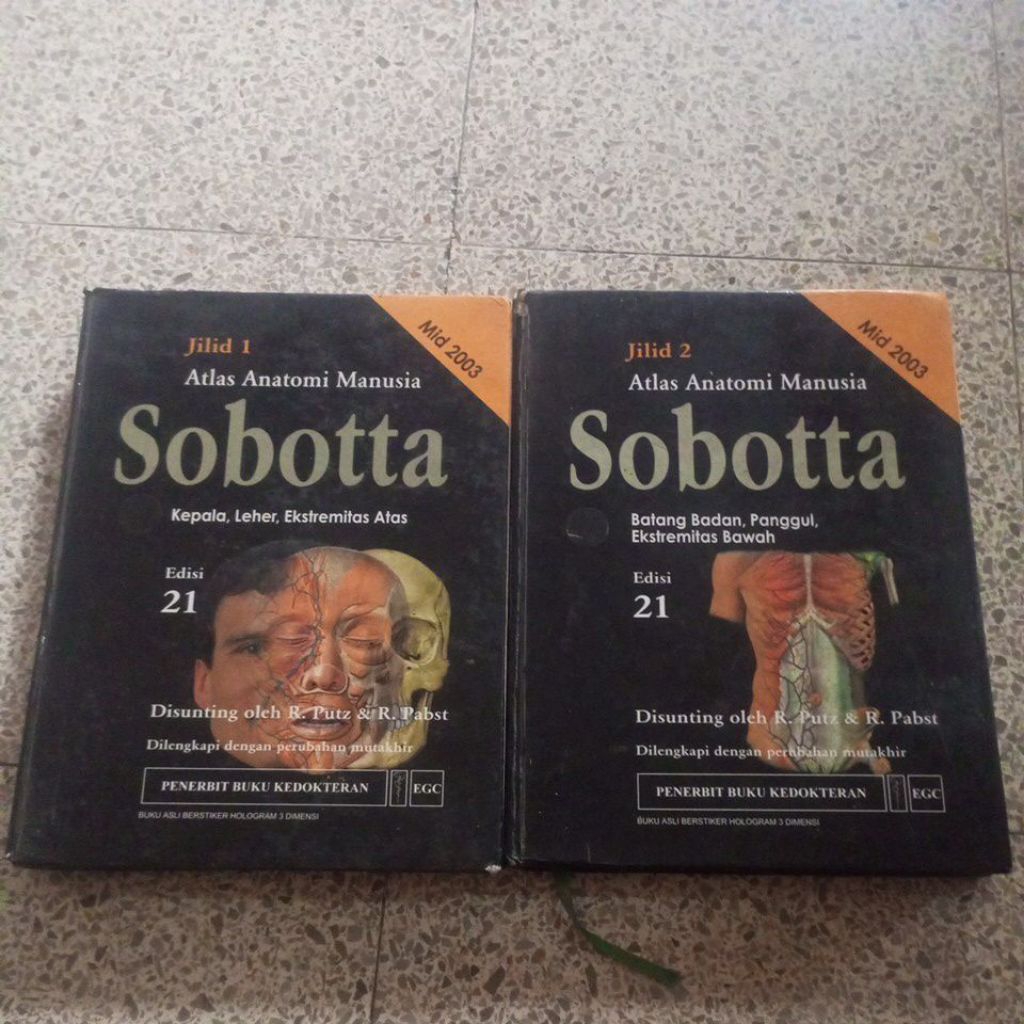 Mid 2003
Jilid 1
Atlas Anatomi Manusia
Sobotta
Kepala, Leher, Ekstremitas Atas
Edisi
21
Disunting oleh R. Putz & R. Pabst
Dilengkapi dengan perubahan mutakhir
PENERBIT BUKU KEDOKTERAN EGC
BUKU ASLI BERSTIKER HOLOGRAM 3 DIMENSI
Mid 2003
Jilid 2
Atlas Anatomi Manusia
Sobotta
Batang Badan, Panggul,
Ekstremitas Bawah
Edisi
21
Disunting oleh R. Putz & R. Pabst
Dilengkapi dengan perubahan mutakhir
PENERBIT BUKU KEDOKTERAN EGC
BUKU ASLI BERSTIKER HOLOGRAM 3 DIMENSI